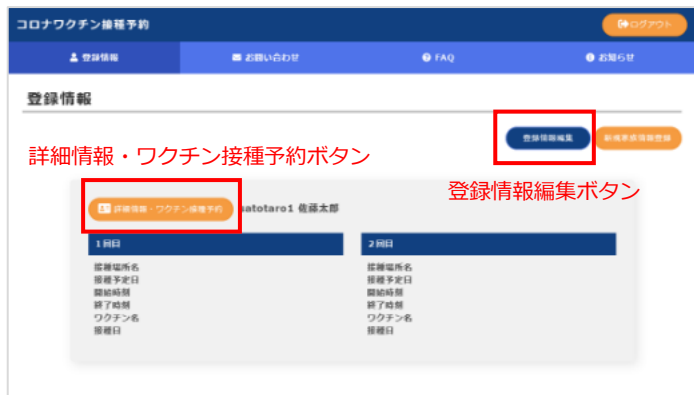 コロナワクチン接種予約
ログアウト
登録情報
お問い合わせ
FAQ
お知らせ
登録情報
登録情報編集
新規家族情報登録
詳細情報・ワクチン接種予約ボタン
登録情報編集ボタン
詳細情報・ワクチン接種予約
satotaro1 佐藤太郎
1回目
2回目
接種場所名
接種場所名
接種予定日
接種予定日
開始時刻
開始時刻
終了時刻
終了時刻
ワクチン名
ワクチン名
接種日
接種日